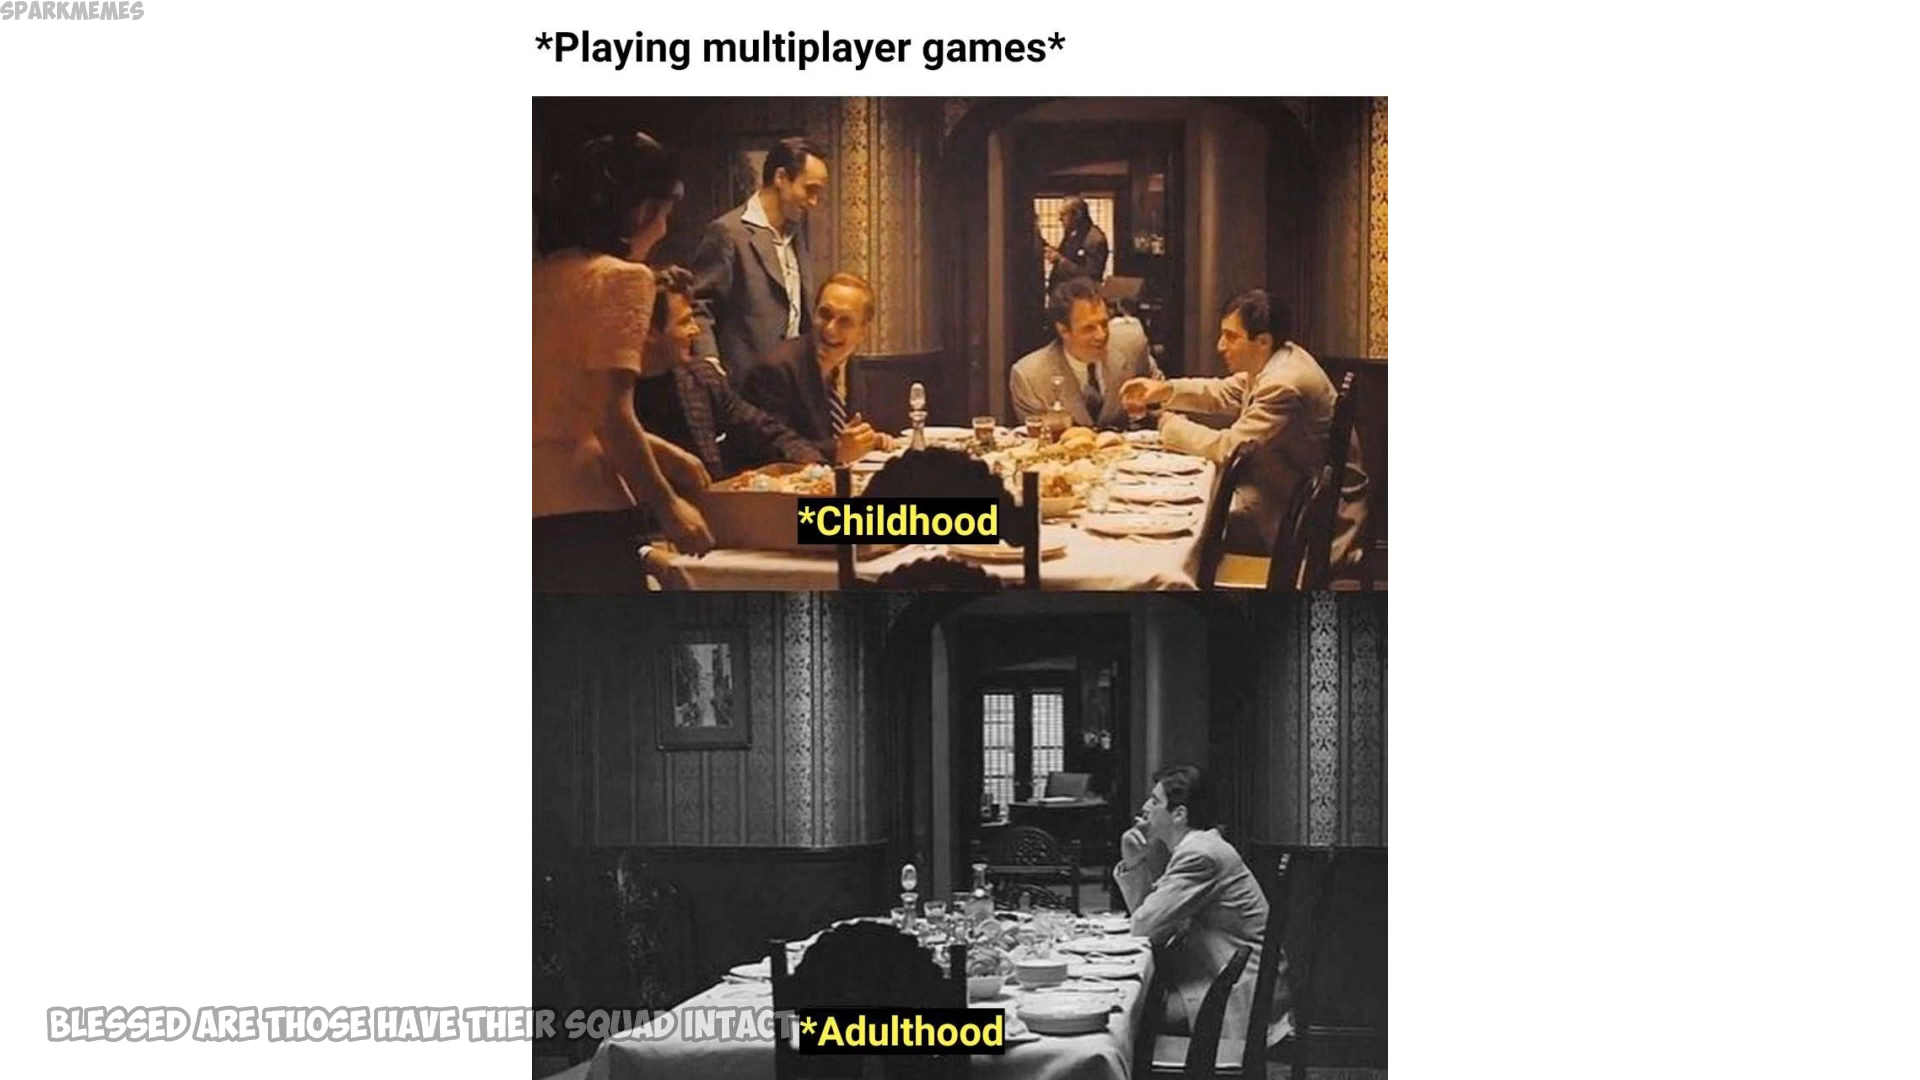 SPARKMEMES
*Playing multiplayer games*
*Childhood
BLESSED ARE THOSE HAVE THEIR SQUAD INTACT
*Adulthood